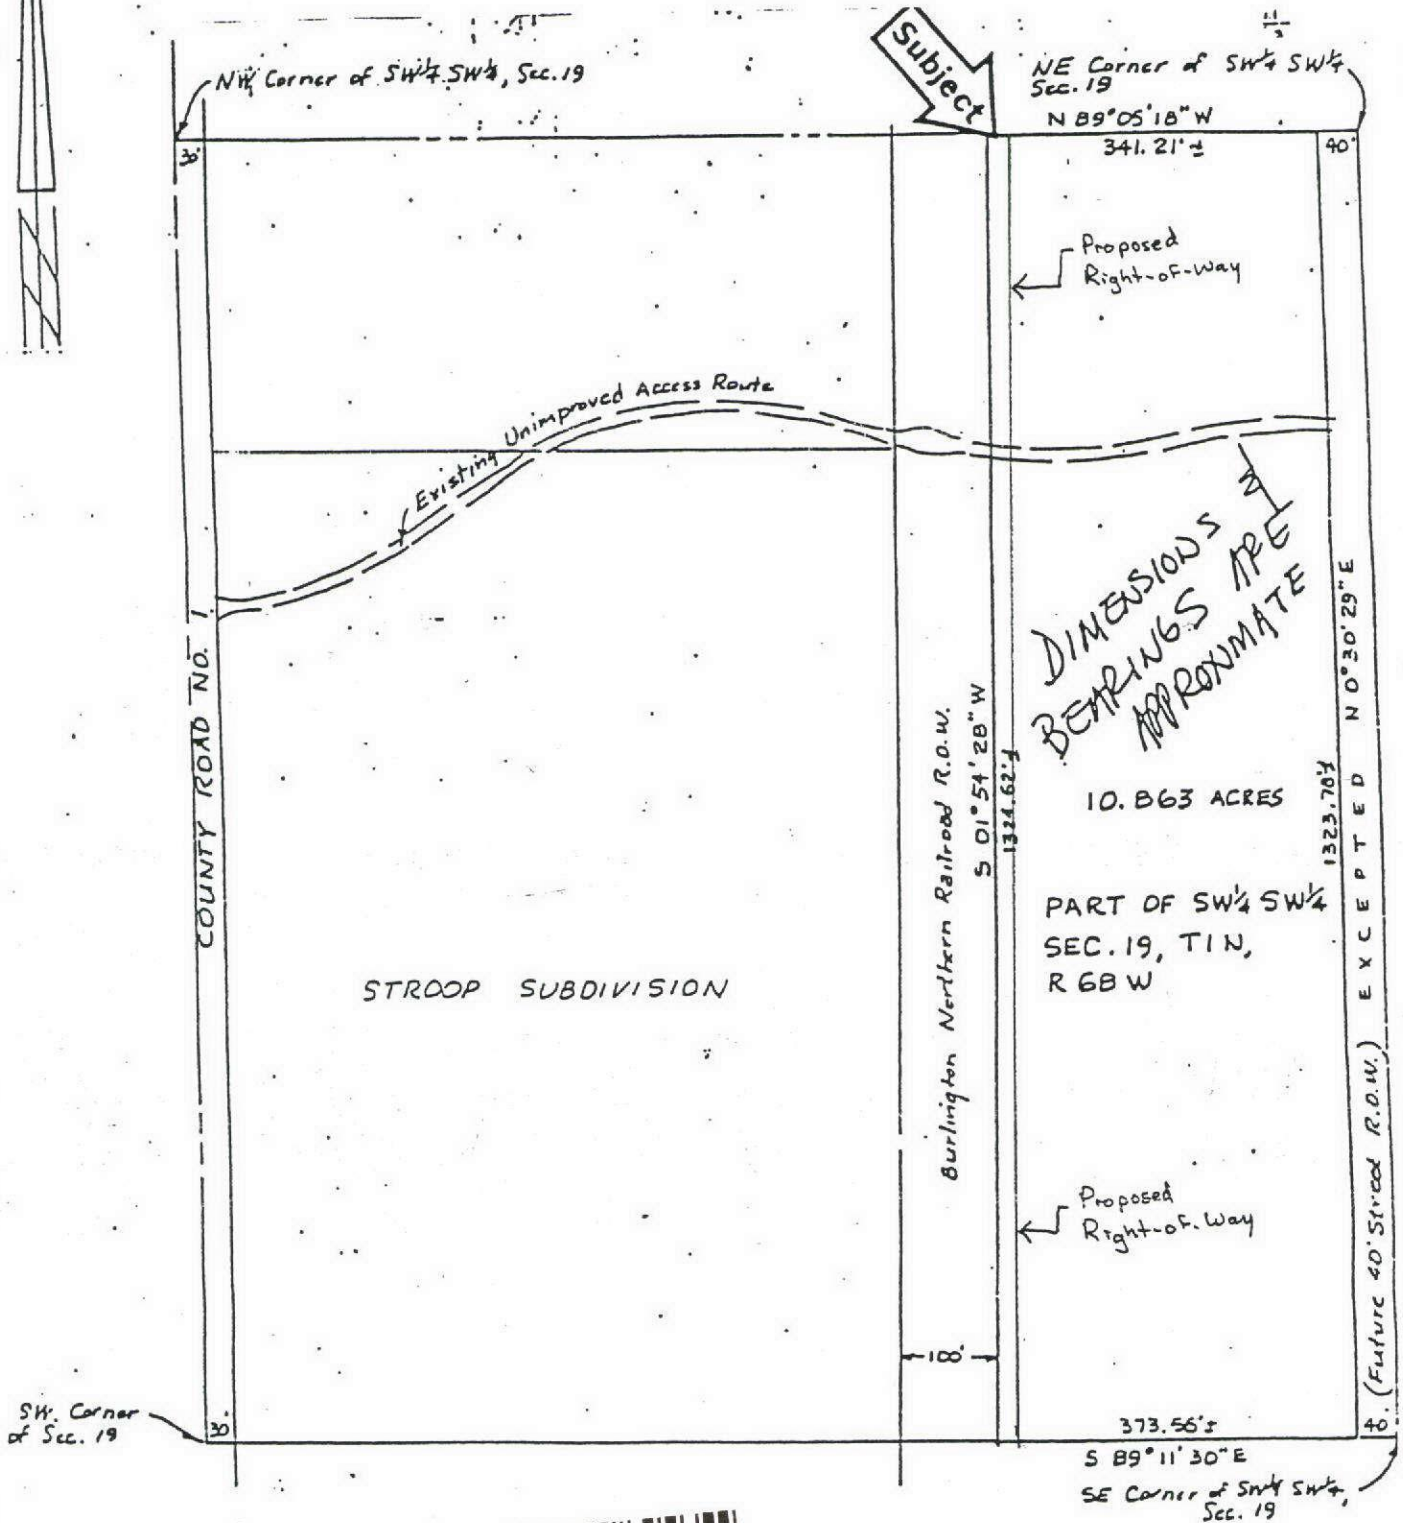 Subject
NW Corner of SW¼ SW¼, Sec. 19
NE Corner of SW¼ SW¼
Sec. 19
N 89°05'18" W
341.21'±
30'
40'
Proposed
Right-of-Way
Existing Unimproved Access Route
DIMENSIONS
BEARINGS ARE
APPROXIMATE
COUNTY ROAD NO. 1
Burlington Northern Railroad R.O.W.
S 01°54'28" W
1324.62'±
10.863 ACRES
PART OF SW¼ SW¼
SEC. 19, T1N,
R68W
1323.78'±
N 0°30'29" E
EXCEPTED
(Future 40' Street R.O.W.)
STROOP SUBDIVISION
Proposed
Right-of-Way
100'
SW. Corner
of Sec. 19
30'
373.56'±
40'
S 89°11'30" E
SE Corner of SW¼ SW¼,
Sec. 19